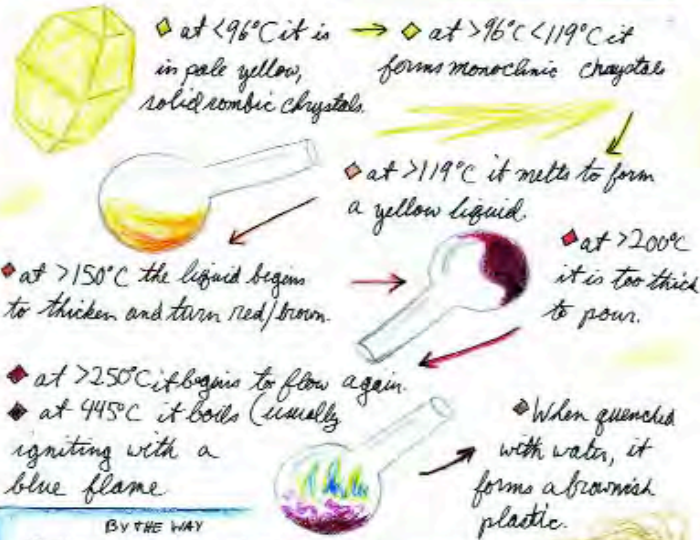 at <96°C it is
in pale yellow,
solid rombic chrystals.
at >96°C <119°C it
forms monoclinic chrystals
at >119°C it melts to form
a yellow liquid.
at >150°C the liquid begins
to thicken and turn red/brown.
at >200°C
it is too thick
to pour.
at >250°C it begins to flow again.
at 445°C it boils (usually
igniting with a
blue flame
When quenched
with water, it
forms a brownish
plastic.
BY THE WAY